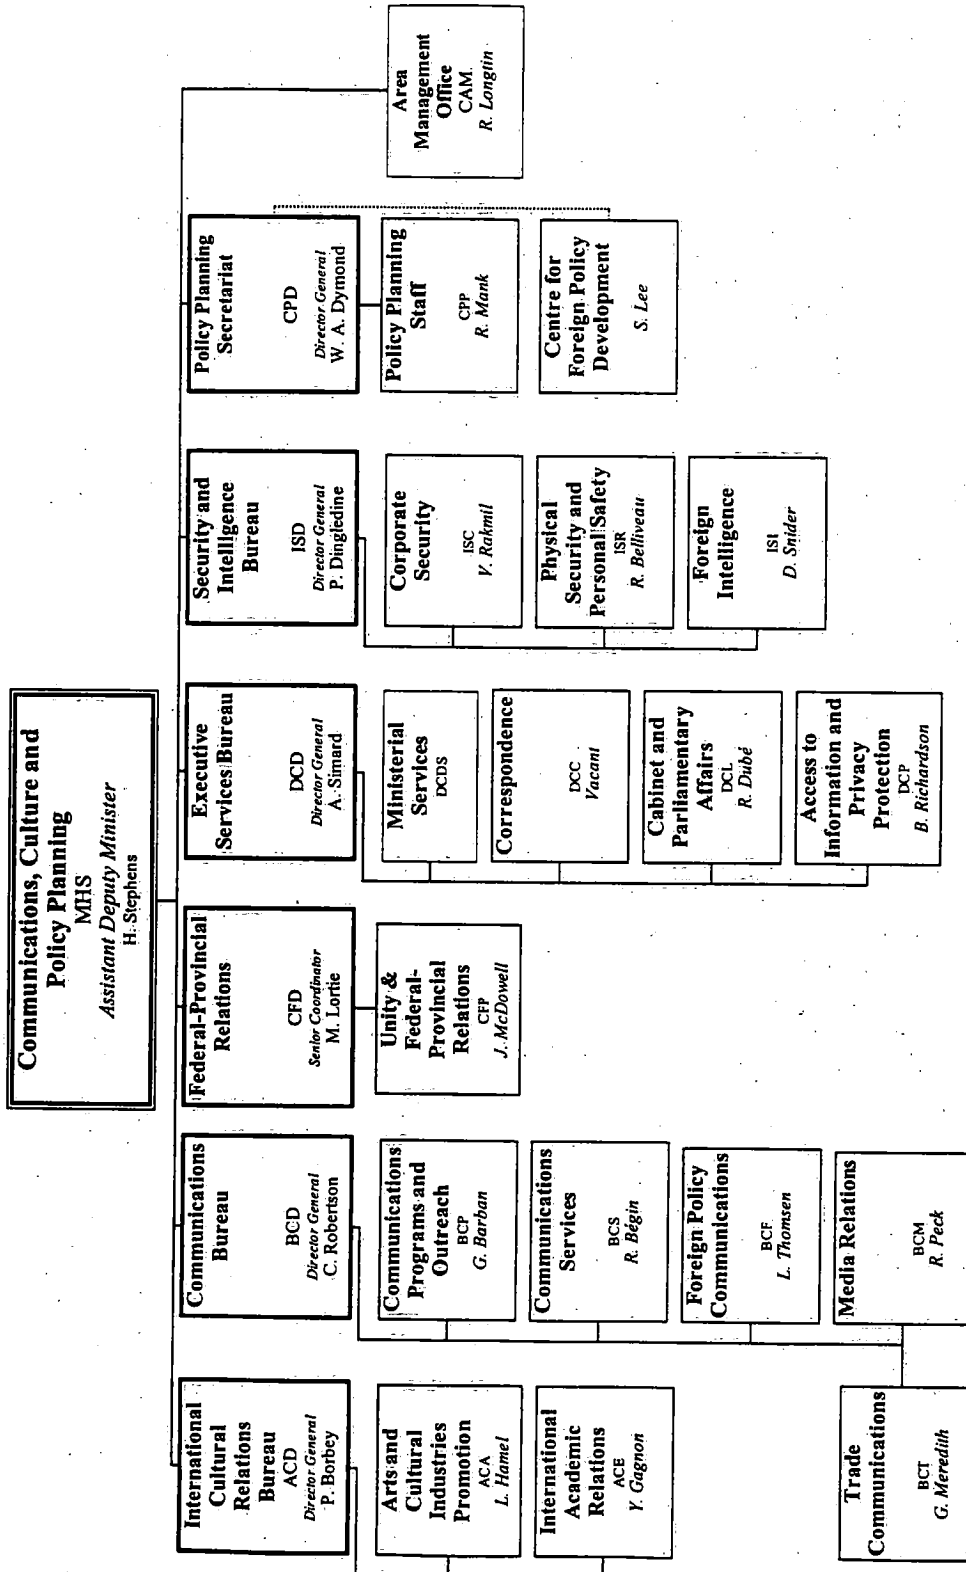 Communications, Culture and
Policy Planning
MHS
Assistant Deputy Minister
H. Stephens
International
Cultural
Relations
Bureau
ACD
Director General
P. Borbey
Arts and
Cultural
Industries
Promotion
ACA
L. Hamel
International
Academic
Relations
ACE
Y. Gagnon
Communications
Bureau
BCD
Director General
C. Robertson
Communications
Programs and
Outreach
BCP
G. Barban
Communications
Services
BCS
R. Bégin
Foreign Policy
Communications
BCF
L. Thomsen
Media Relations
BCM
R. Peck
Trade
Communications
BCT
G. Meredith
Federal-Provincial
Relations
CFD
Senior Coordinator
M. Lortie
Unity &
Federal-
Provincial
Relations
CFP
J. McDowell
Executive
Services Bureau
DCD
Director General
A. Simard
Ministerial
Services
DCDS
Correspondence
DCC
Vacant
Cabinet and
Parliamentary
Affairs
DCL
R. Dubé
Access to
Information and
Privacy
Protection
DCP
B. Richardson
Security and
Intelligence
Bureau
ISD
Director General
P. Dingledine
Corporate
Security
ISC
V. Rakmil
Physical
Security and
Personal Safety
ISR
R. Belliveau
Foreign
Intelligence
ISI
D. Snider
Policy Planning
Secretariat
CPD
Director General
W. A. Dymond
Policy Planning
Staff
CPP
R. Mank
Centre for
Foreign Policy
Development
S. Lee
Area
Management
Office
CAM
R. Longtin